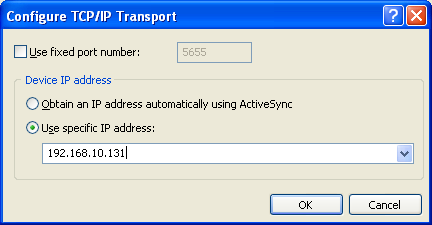 Configure TCP/IP Transport
Use fixed port number: 5655
Device IP address
Obtain an IP address automatically using ActiveSync
Use specific IP address:
192.168.10.131
OK Cancel